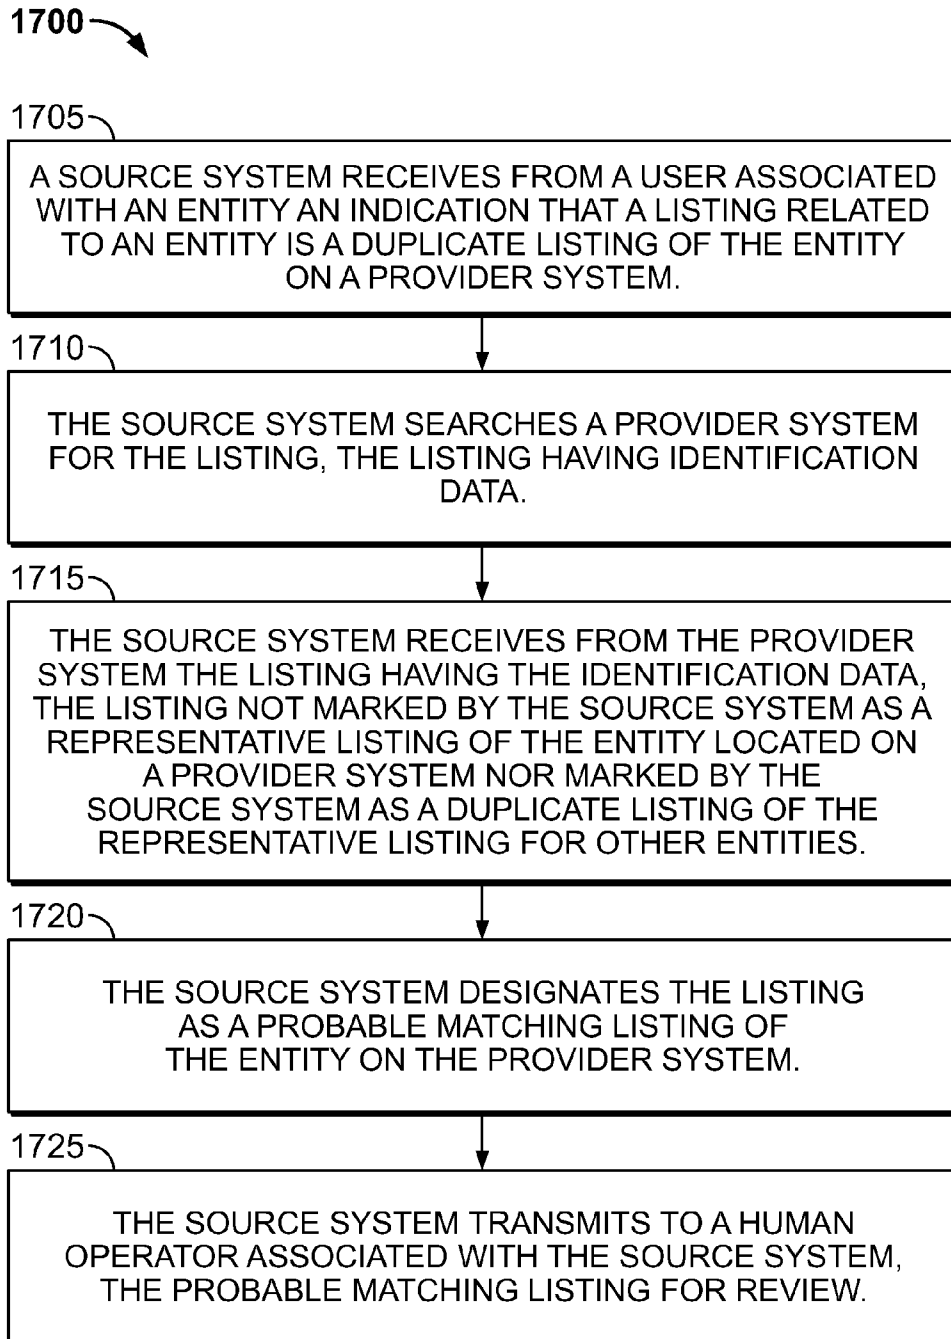 1700
1705
A SOURCE SYSTEM RECEIVES FROM A USER ASSOCIATED
WITH AN ENTITY AN INDICATION THAT A LISTING RELATED
TO AN ENTITY IS A DUPLICATE LISTING OF THE ENTITY
ON A PROVIDER SYSTEM.
1710
THE SOURCE SYSTEM SEARCHES A PROVIDER SYSTEM
FOR THE LISTING, THE LISTING HAVING IDENTIFICATION
DATA.
1715
THE SOURCE SYSTEM RECEIVES FROM THE PROVIDER
SYSTEM THE LISTING HAVING THE IDENTIFICATION DATA,
THE LISTING NOT MARKED BY THE SOURCE SYSTEM AS A
REPRESENTATIVE LISTING OF THE ENTITY LOCATED ON
A PROVIDER SYSTEM NOR MARKED BY THE
SOURCE SYSTEM AS A DUPLICATE LISTING OF THE
REPRESENTATIVE LISTING FOR OTHER ENTITIES.
1720
THE SOURCE SYSTEM DESIGNATES THE LISTING
AS A PROBABLE MATCHING LISTING OF
THE ENTITY ON THE PROVIDER SYSTEM.
1725
THE SOURCE SYSTEM TRANSMITS TO A HUMAN
OPERATOR ASSOCIATED WITH THE SOURCE SYSTEM,
THE PROBABLE MATCHING LISTING FOR REVIEW.